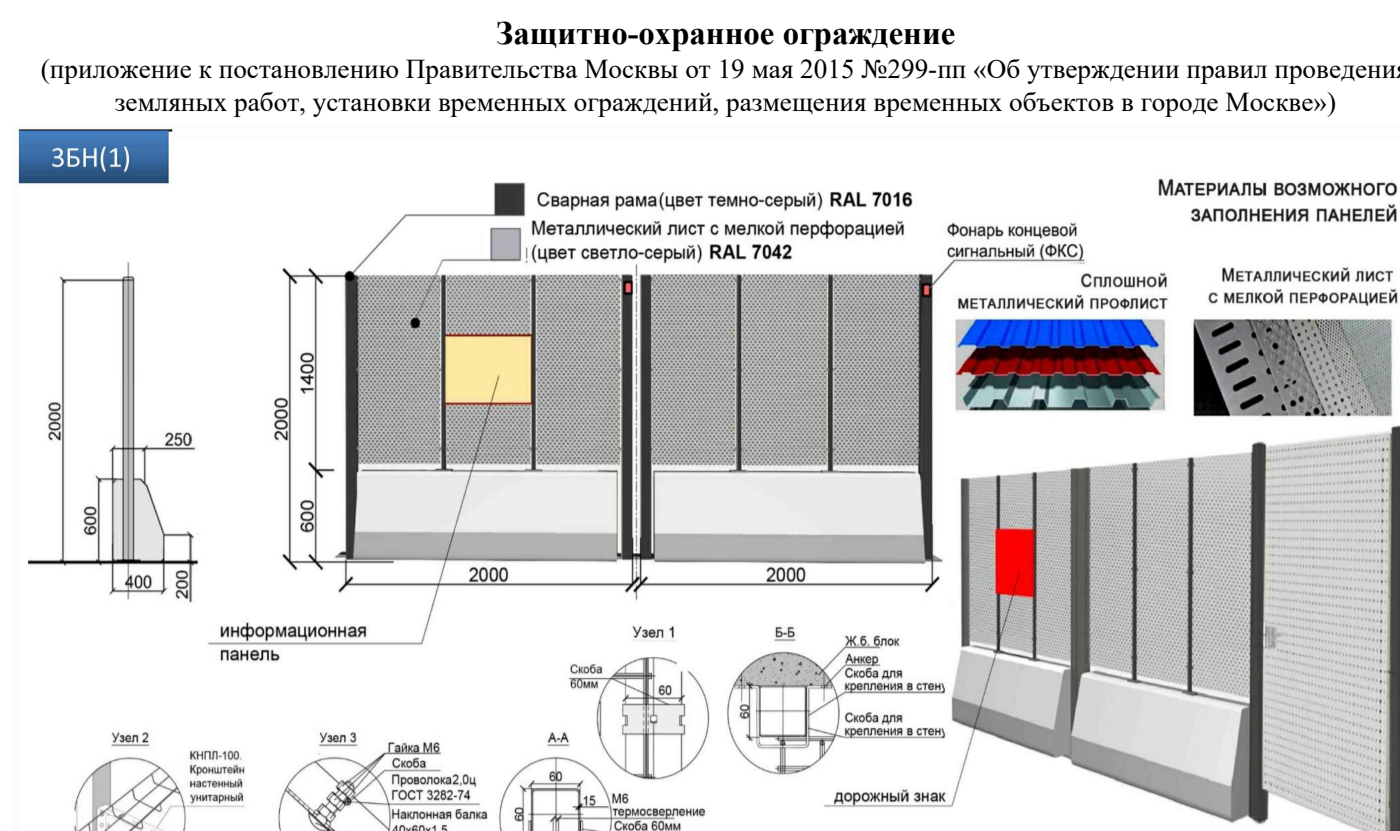 Защитно-охранное ограждение
(приложение к постановлению Правительства Москвы от 19 мая 2015 №299-пп «Об утверждении правил проведения
земляных работ, установки временных ограждений, размещения временных объектов в городе Москве»)
ЗБН(1)
Сварная рама(цвет темно-серый) RAL 7016
Металлический лист с мелкой перфорацией
(цвет светло-серый) RAL 7042
Фонарь концевой
сигнальный (ФКС)
Материалы возможного
заполнения панелей
Сплошной
металлический профлист
Металлический лист
с мелкой перфорацией
2000
250
600
400
200
2000
1400
600
2000
2000
информационная
панель
Узел 1
Скоба
60мм
60
Б-Б
60
Ж.б. блок
Анкер
Скоба для
крепления в стену
Скоба для
крепления в стену
дорожный знак
Узел 2
КНПЛ-100.
Кронштейн
настенный
унитарный
Узел 3
Гайка М6
Скоба
Проволока2,0ц
ГОСТ 3282-74
Наклонная балка
40х60х1,5
А-А
60
60
15
М6
термосверление
Скоба 60мм